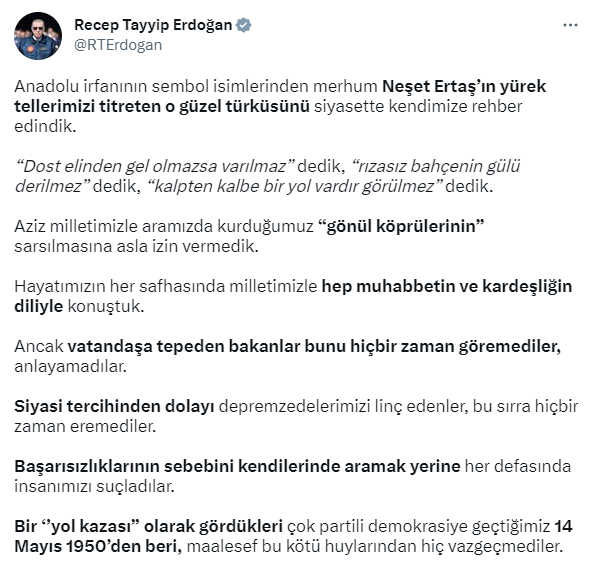 Recep Tayyip Erdoğan
@RTErdogan
Anadolu irfanının sembol isimlerinden merhum Neşet Ertaş’ın yürek
tellerimizi titreten o güzel türküsünü siyasette kendimize rehber
edindik.
“Dost elinden gel olmazsa varılmaz” dedik, “rızasız bahçenin gülü
derilmez” dedik, “kalpten kalbe bir yol vardır görülmez” dedik.
Aziz milletimizle aramızda kurduğumuz “gönül köprülerinin”
sarsılmasına asla izin vermedik.
Hayatımızın her safhasında milletimizle hep muhabbetin ve kardeşliğin
diliyle konuştuk.
Ancak vatandaşa tepeden bakanlar bunu hiçbir zaman göremediler,
anlayamadılar.
Siyasi tercihinden dolayı depremzedelerimizi linç edenler, bu sırra hiçbir
zaman eremediler.
Başarısızlıklarının sebebini kendilerinde aramak yerine her defasında
insanımızı suçladılar.
Bir ‘’yol kazası” olarak gördükleri çok partili demokrasiye geçtiğimiz 14
Mayıs 1950’den beri, maalesef bu kötü huylarından hiç vazgeçmediler.